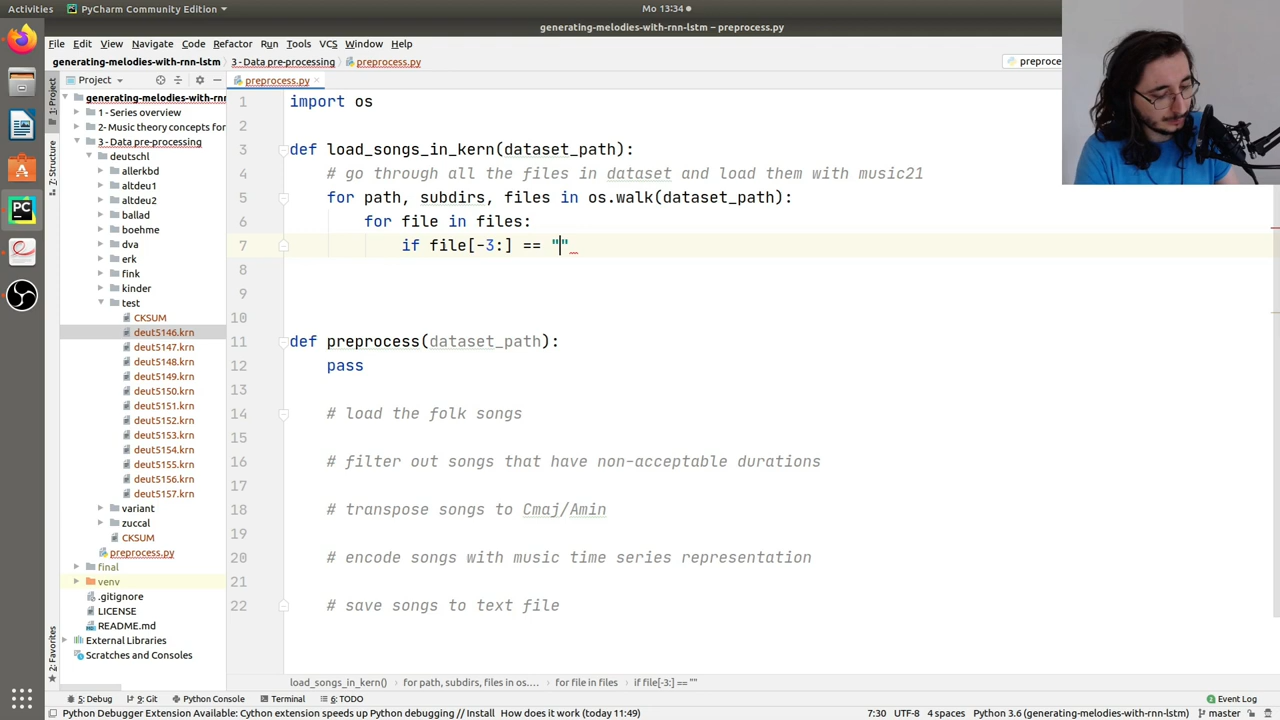 Activities
PyCharm Community Edition
Mo 13:34
generating-melodies-with-rnn-lstm – preprocess.py
File Edit View Navigate Code Refactor Run Tools VCS Window Help
generating-melodies-with-rnn-lstm 3 - Data pre-processing preprocess.py
preproce
Project
preprocess.py
1: Project
7: Structure
2: Favorites
generating-melodies-with-rnn
1 - Series overview
2- Music theory concepts for
3 - Data pre-processing
deutschl
allerkbd
altdeu1
altdeu2
ballad
boehme
dva
erk
fink
kinder
test
CKSUM
deut5146.krn
deut5147.krn
deut5148.krn
deut5149.krn
deut5150.krn
deut5151.krn
deut5152.krn
deut5153.krn
deut5154.krn
deut5155.krn
deut5156.krn
deut5157.krn
variant
zuccal
CKSUM
preprocess.py
final
venv
.gitignore
LICENSE
README.md
External Libraries
Scratches and Consoles
1 import os
2
3 def load_songs_in_kern(dataset_path):
4 # go through all the files in dataset and load them with music21
5 for path, subdirs, files in os.walk(dataset_path):
6 for file in files:
7 if file[-3:] == ""
8
9
10
11 def preprocess(dataset_path):
12 pass
13
14 # load the folk songs
15
16 # filter out songs that have non-acceptable durations
17
18 # transpose songs to Cmaj/Amin
19
20 # encode songs with music time series representation
21
22 # save songs to text file
load_songs_in_kern() for path, subdirs, files in os.... for file in files if file[-3:] == ""
5: Debug 9: Git Python Console Terminal 6: TODO Event Log
Python Debugger Extension Available: Cython extension speeds up Python debugging // Install How does it work (today 11:49) 7:30 UTF-8 4 spaces Python 3.6 (generating-melodies-with-rnn-lstm) master